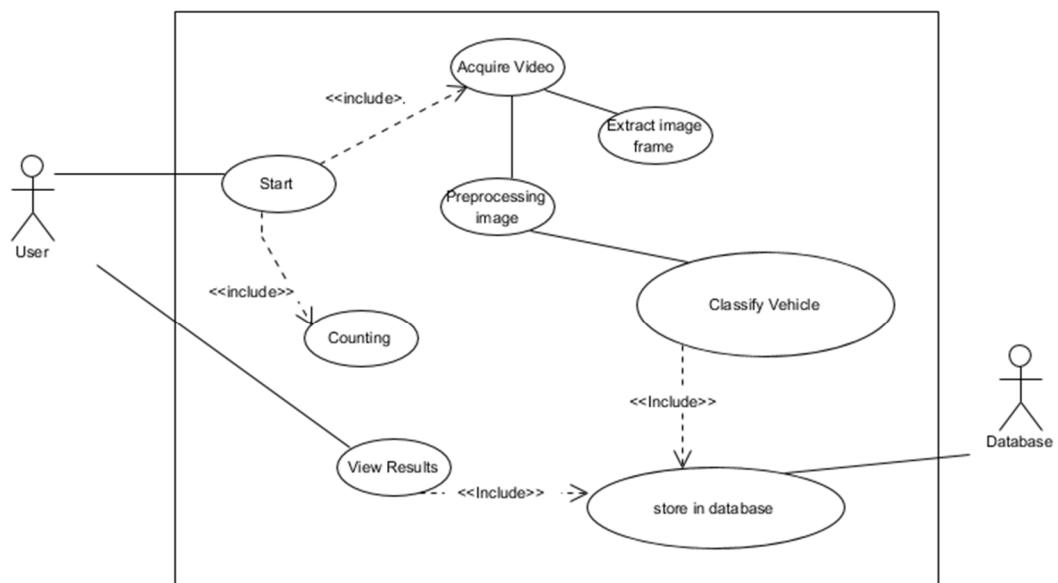 Acquire Video
<<include>.
Extract image
frame
Start
Preprocessing
image
User
<<include>>
Classify Vehicle
Counting
<<Include>>
Database
View Results
<<Include>>
store in database